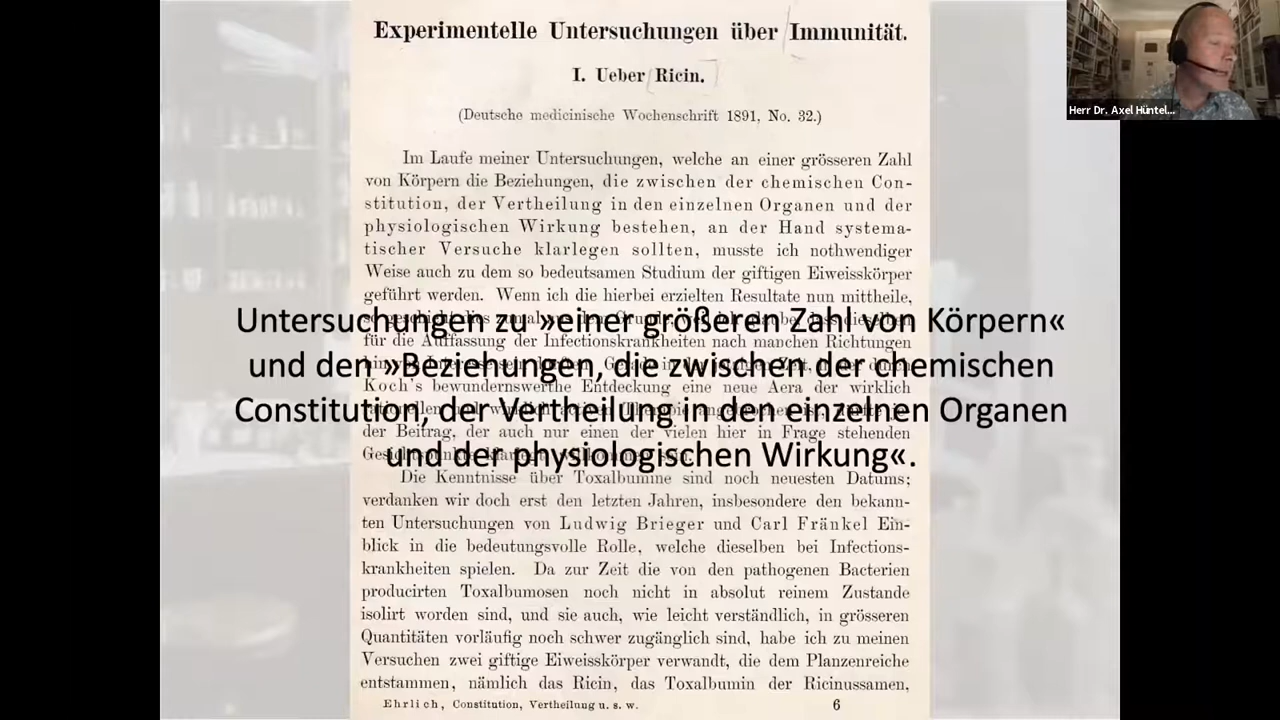 Experimentelle Untersuchungen über Immunität.
I. Ueber Ricin.
(Deutsche medicinische Wochenschrift 1891, No. 32.)
Im Laufe meiner Untersuchungen, welche an einer grösseren Zahl
von Körpern die Beziehungen, die zwischen der chemischen Con-
stitution, der Vertheilung in den einzelnen Organen und der
physiologischen Wirkung bestehen, an der Hand systema-
tischer Versuche klarlegen sollten, musste ich nothwendiger
Weise auch zu dem so bedeutsamen Studium der giftigen Eiweisskörper
geführt werden. Wenn ich die hierbei erzielten Resultate nun mittheile,
für die Auffassung der Infectionskrankheiten nach manchen Richtungen
Koch's bewundernswerthe Entdeckung eine neue Aera der wirklich
der Beitrag, der auch nur einen der vielen hier in Frage stehenden
Untersuchungen zu »einer größeren Zahl von Körpern«
und den »Beziehungen, die zwischen der chemischen
Constitution, der Vertheilung in den einzelnen Organen
und der physiologischen Wirkung«.
Die Kenntnisse über Toxalbumine sind noch neuesten Datums;
verdanken wir doch erst den letzten Jahren, insbesondere den bekann-
ten Untersuchungen von Ludwig Brieger und Carl Fränkel Ein-
blick in die bedeutungsvolle Rolle, welche dieselben bei Infections-
krankheiten spielen. Da zur Zeit die von den pathogenen Bacterien
producirten Toxalbumosen noch nicht in absolut reinem Zustande
isolirt worden sind, und sie auch, wie leicht verständlich, in grösseren
Quantitäten vorläufig noch schwer zugänglich sind, habe ich zu meinen
Versuchen zwei giftige Eiweisskörper verwandt, die dem Planzenreiche
entstammen, nämlich das Ricin, das Toxalbumin der Ricinussamen,
Ehrlich, Constitution, Vertheilung u. s. w. 6
Herr Dr. Axel Hüntel...